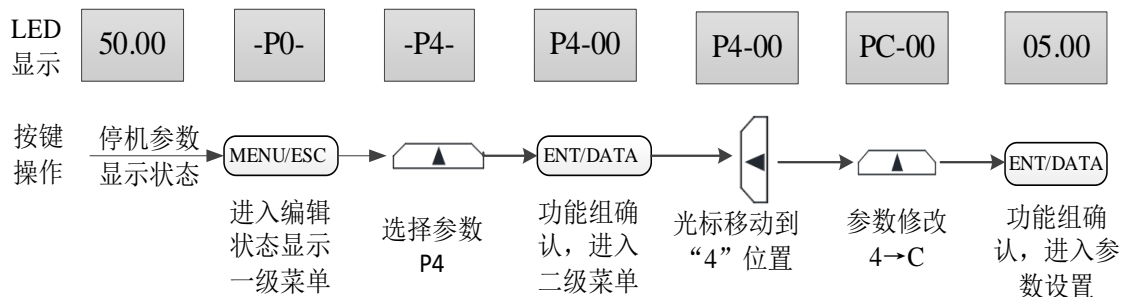 LED
显示
50.00
-P0-
-P4-
P4-00
P4-00
PC-00
05.00
按键
操作
停机参数
显示状态
MENU/ESC
ENT/DATA
ENT/DATA
进入编辑
状态显示
一级菜单
选择参数
P4
功能组确
认，进入
二级菜单
光标移动到
“4”位置
参数修改
4→C
功能组确
认，进入参
数设置